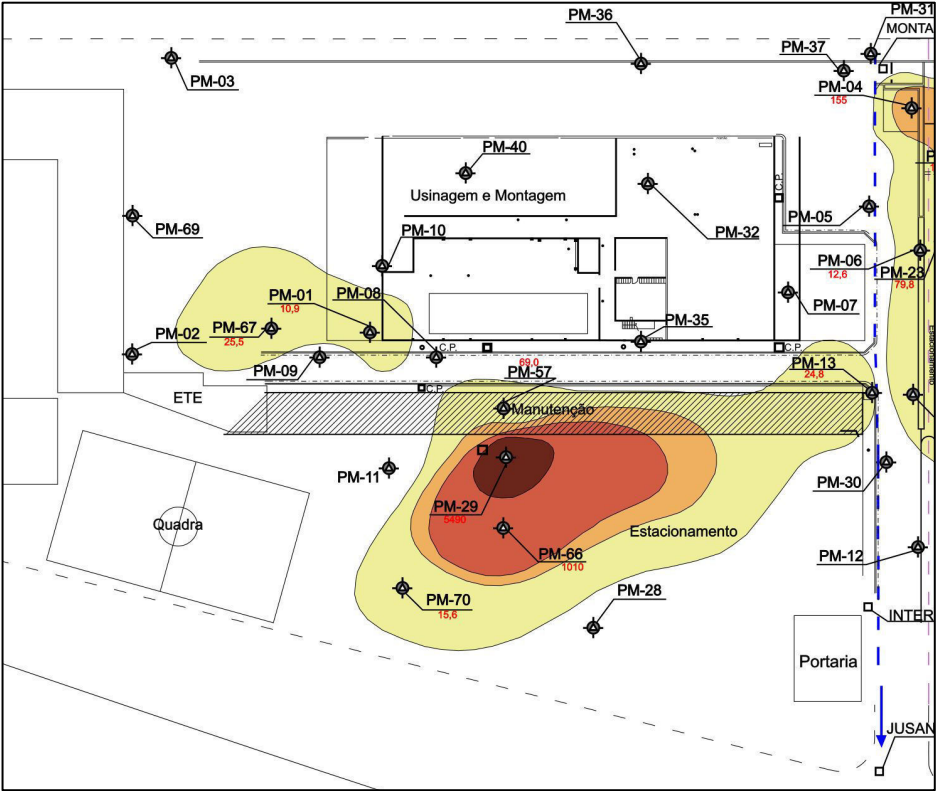 PM-31
PM-36
MONTA
PM-37
PM-03
PM-04
155
PM-40
Usinagem e Montagem
C.P.
PM-05
PM-69
PM-32
PM-10
PM-06
12,6
PM-23
79,8
PM-01
10,9
PM-08
PM-07
PM-67
25,5
PM-35
PM-02
C.P.
C.P.
69,0
PM-09
PM-57
PM-13
24,8
Estacionamento
C.P.
ETE
Manutenção
PM-11
PM-30
PM-29
5490
Quadra
Estacionamento
PM-66
1010
PM-12
PM-70
15,6
PM-28
INTER
Portaria
JUSAN